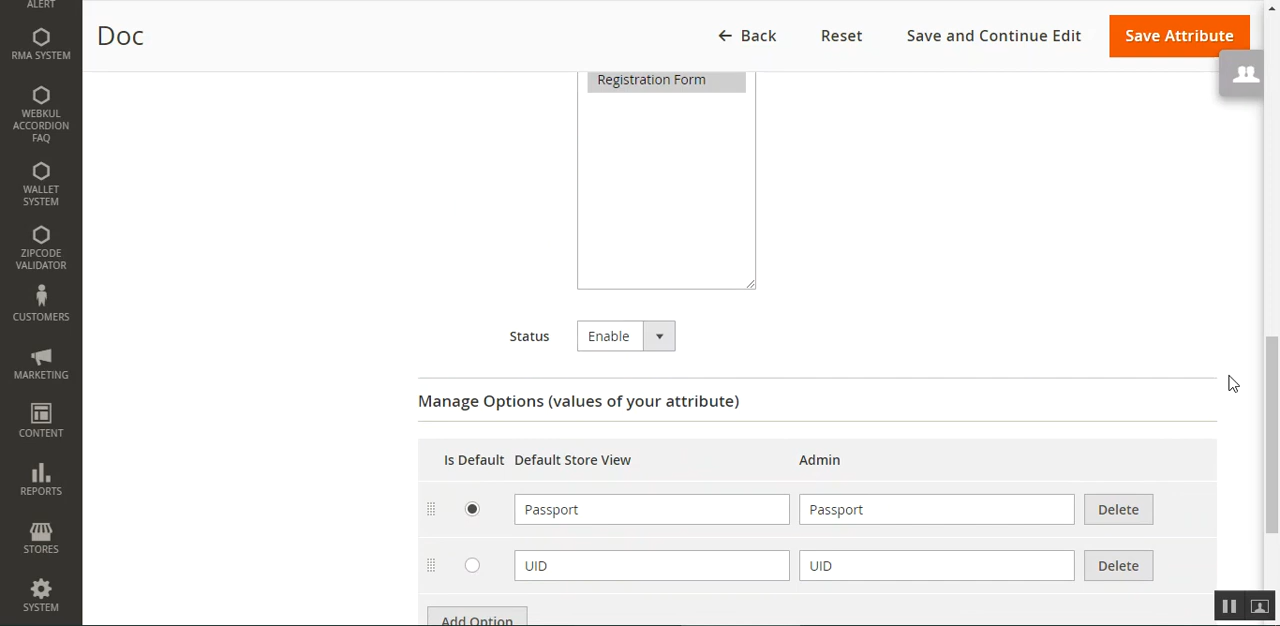 ALERT
RMA SYSTEM
WEBKUL
ACCORDION
FAQ
WALLET
SYSTEM
ZIPCODE
VALIDATOR
CUSTOMERS
MARKETING
CONTENT
REPORTS
STORES
SYSTEM
Doc
Back
Reset
Save and Continue Edit
Save Attribute
Registration Form
Status
Enable
Manage Options (values of your attribute)
Is Default Default Store View Admin
Passport Passport Delete
UID UID Delete
Add Option